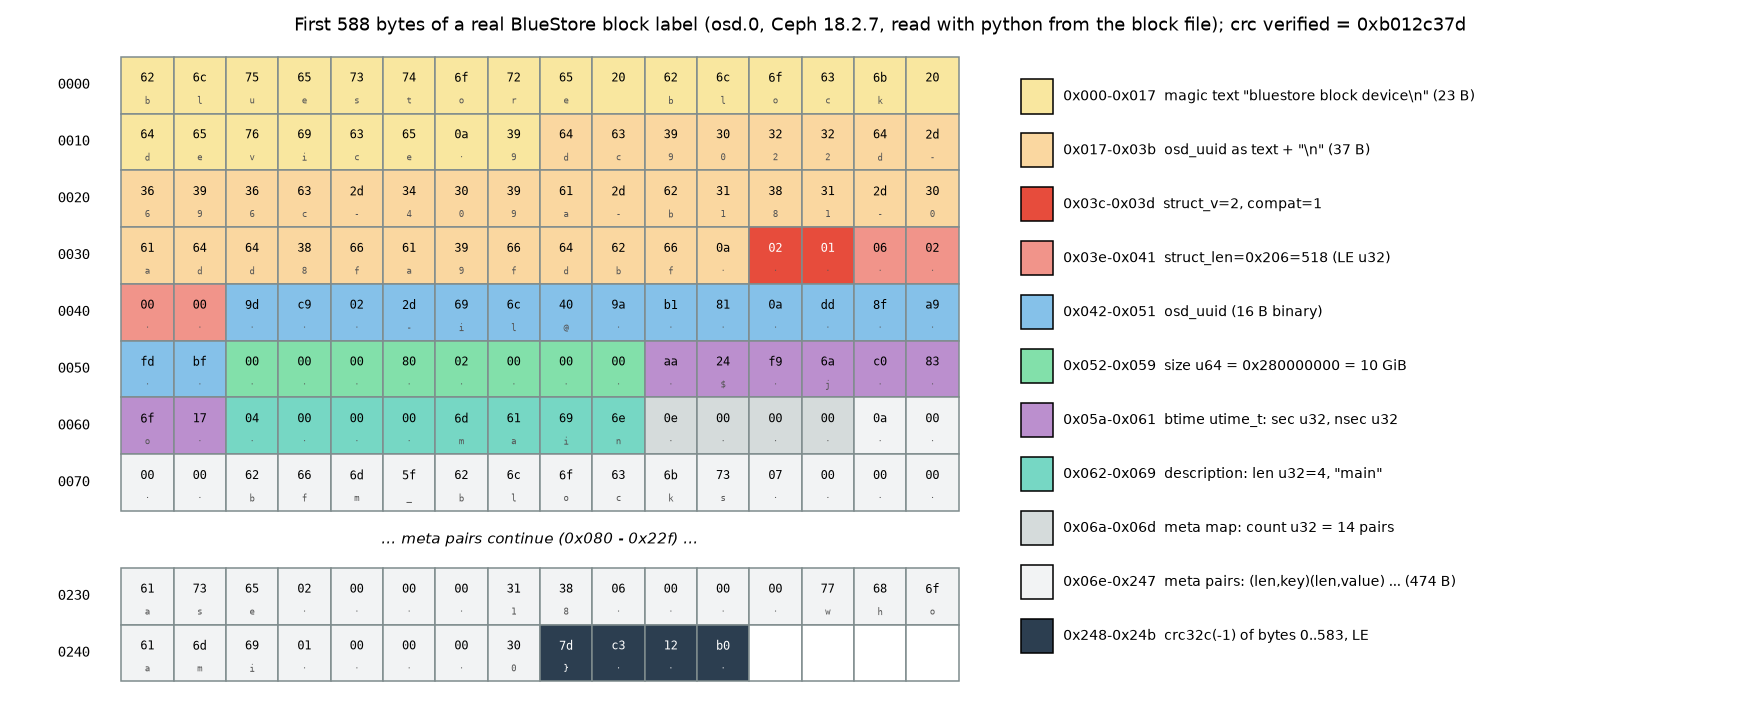 First 588 bytes of a real BlueStore block label (osd.0, Ceph 18.2.7, read with python from the block file); crc verified = 0xb012c37d
0000 62 6c 75 65 73 74 6f 72 65 20 62 6c 6f 63 6b 20
b l u e s t o r e b l o c k
0010 64 65 76 69 63 65 0a 39 64 63 39 30 32 32 64 2d
d e v i c e · 9 d c 9 0 2 2 d -
0020 36 39 36 63 2d 34 30 39 61 2d 62 31 38 31 2d 30
6 9 6 c - 4 0 9 a - b 1 8 1 - 0
0030 61 64 64 38 66 61 39 66 64 62 66 0a 02 01 06 02
a d d 8 f a 9 f d b f · · · · ·
0040 00 00 9d c9 02 2d 69 6c 40 9a b1 81 0a dd 8f a9
· · · · · - i l @ · · · · · · ·
0050 fd bf 00 00 00 80 02 00 00 00 aa 24 f9 6a c0 83
· · · · · · · · · · · $ · j · ·
0060 6f 17 04 00 00 00 6d 61 69 6e 0e 00 00 00 0a 00
o · · · · · m a i n · · · · · ·
0070 00 00 62 66 6d 5f 62 6c 6f 63 6b 73 07 00 00 00
· · b f m _ b l o c k s · · · ·
... meta pairs continue (0x080 - 0x22f) ...
0230 61 73 65 02 00 00 00 31 38 06 00 00 00 77 68 6f
a s e · · · · 1 8 · · · · w h o
0240 61 6d 69 01 00 00 00 30 7d c3 12 b0
a m i · · · · 0 } · · ·
0x000-0x017 magic text "bluestore block device\n" (23 B)
0x017-0x03b osd_uuid as text + "\n" (37 B)
0x03c-0x03d struct_v=2, compat=1
0x03e-0x041 struct_len=0x206=518 (LE u32)
0x042-0x051 osd_uuid (16 B binary)
0x052-0x059 size u64 = 0x280000000 = 10 GiB
0x05a-0x061 btime utime_t: sec u32, nsec u32
0x062-0x069 description: len u32=4, "main"
0x06a-0x06d meta map: count u32 = 14 pairs
0x06e-0x247 meta pairs: (len,key)(len,value) ... (474 B)
0x248-0x24b crc32c(-1) of bytes 0..583, LE